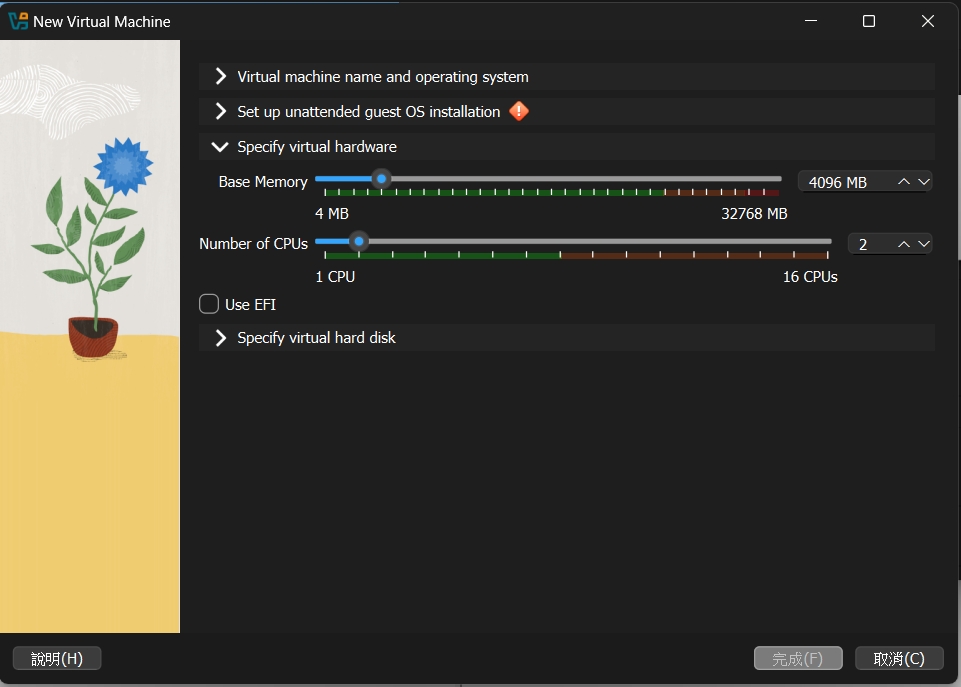 New Virtual Machine
Virtual machine name and operating system
Set up unattended guest OS installation
Specify virtual hardware
Base Memory 4096 MB
4 MB 32768 MB
Number of CPUs 2
1 CPU 16 CPUs
Use EFI
Specify virtual hard disk
說明(H) 完成(F) 取消(C)